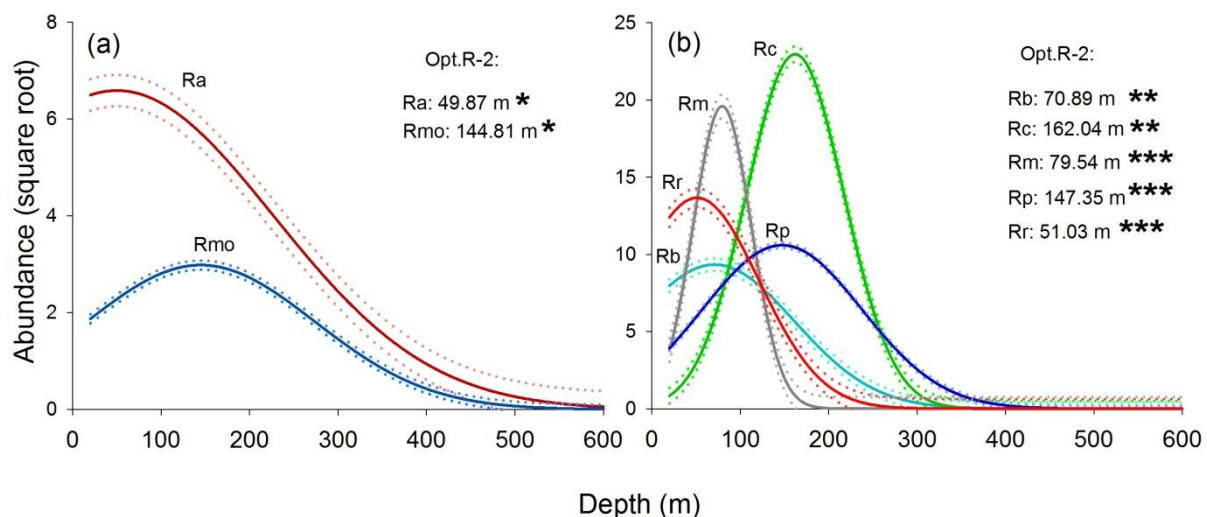 (a)
Opt.R-2:
Ra: 49.87 m *
Rmo: 144.81 m *
Ra
Rmo
8
6
4
2
0
0 100 200 300 400 500 600
Abundance (square root)
(b)
Opt.R-2:
Rb: 70.89 m **
Rc: 162.04 m **
Rm: 79.54 m ***
Rp: 147.35 m ***
Rr: 51.03 m ***
Rc
Rm
Rr
Rp
Rb
25
20
15
10
5
0
0 100 200 300 400 500 600
Depth (m)